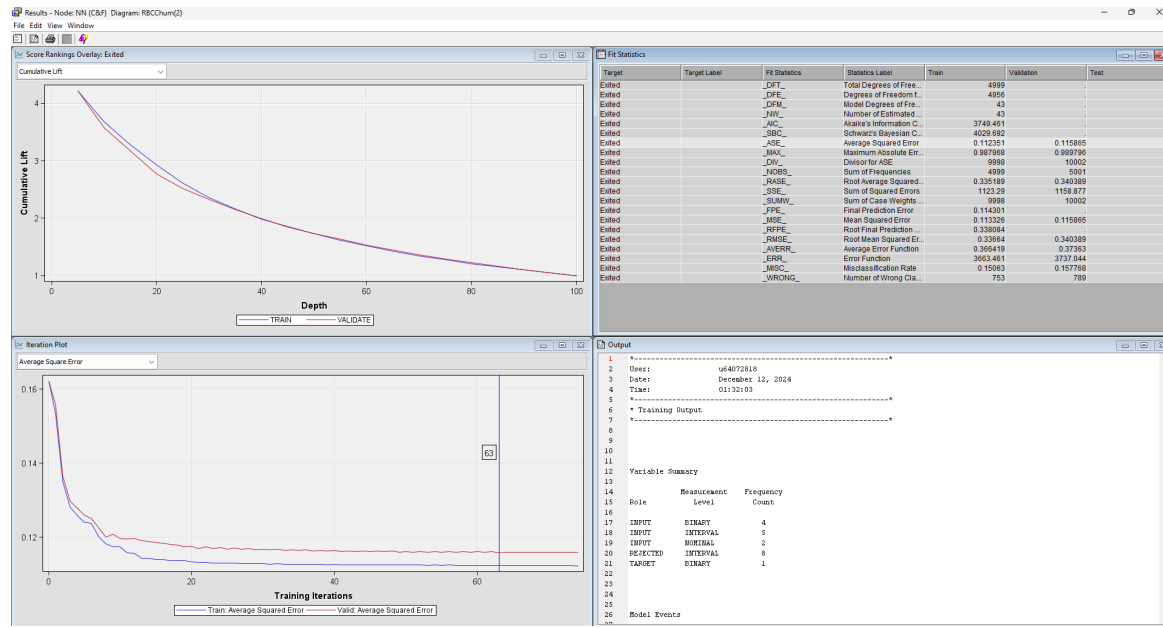 Results - Node: NN (C&F)  Diagram: RBCChurn(2)
File Edit View Window
Score Rankings Overlay: Exited
Cumulative Lift
4
3
2
1
Cumulative Lift
0 20 40 60 80 100
Depth
TRAIN VALIDATE
Fit Statistics
Target Target Label Fit Statistics Statistics Label Train Validation Test
Exited _DFT_ Total Degrees of Free... 4999 .
Exited _DFE_ Degrees of Freedom f... 4956 .
Exited _DFM_ Model Degrees of Fre... 43 .
Exited _NW_ Number of Estimated ... 43 .
Exited _AIC_ Akaike's Information C... 3749.461 .
Exited _SBC_ Schwarz's Bayesian C... 4029.692 .
Exited _ASE_ Average Squared Error 0.112351 0.115865
Exited _MAX_ Maximum Absolute Err... 0.987968 0.989796
Exited _DIV_ Divisor for ASE 9998 10002
Exited _NOBS_ Sum of Frequencies 4999 5001
Exited _RASE_ Root Average Squared... 0.335189 0.340389
Exited _SSE_ Sum of Squared Errors 1123.29 1158.877
Exited _SUMW_ Sum of Case Weights ... 9998 10002
Exited _FPE_ Final Prediction Error 0.114301 .
Exited _MSE_ Mean Squared Error 0.113326 0.115865
Exited _RFPE_ Root Final Prediction ... 0.338084 .
Exited _RMSE_ Root Mean Squared Er... 0.33664 0.340389
Exited _AVERR_ Average Error Function 0.366419 0.37363
Exited _ERR_ Error Function 3663.461 3737.044
Exited _MISC_ Misclassification Rate 0.15063 0.157768
Exited _WRONG_ Number of Wrong Cla... 753 789
Iteration Plot
Average Square Error
0.16
0.14
0.12
63
0 20 40 60
Training Iterations
Train: Average Squared Error Valid: Average Squared Error
Output
1 *------------------------------------------------------------*
2 User: u64072818
3 Date: December 12, 2024
4 Time: 01:32:03
5 *------------------------------------------------------------*
6 * Training Output
7 *------------------------------------------------------------*
8
9
10
11
12 Variable Summary
13
14 Measurement Frequency
15 Role Level Count
16
17 INPUT BINARY 4
18 INPUT INTERVAL 5
19 INPUT NOMINAL 2
20 REJECTED INTERVAL 8
21 TARGET BINARY 1
22
23
24
25
26 Model Events